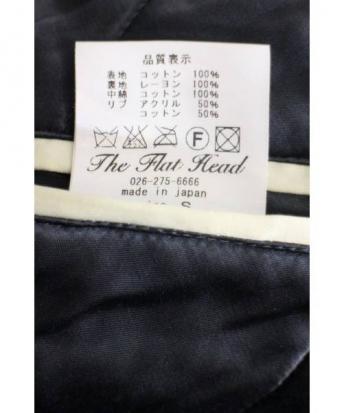 品質表示
表地 コットン 100%
裏地 レーヨン 100%
中綿 コットン 100%
リブ アクリル 50%
コットン 50%
F
The Flat Head
026-275-6666
made in japan
S